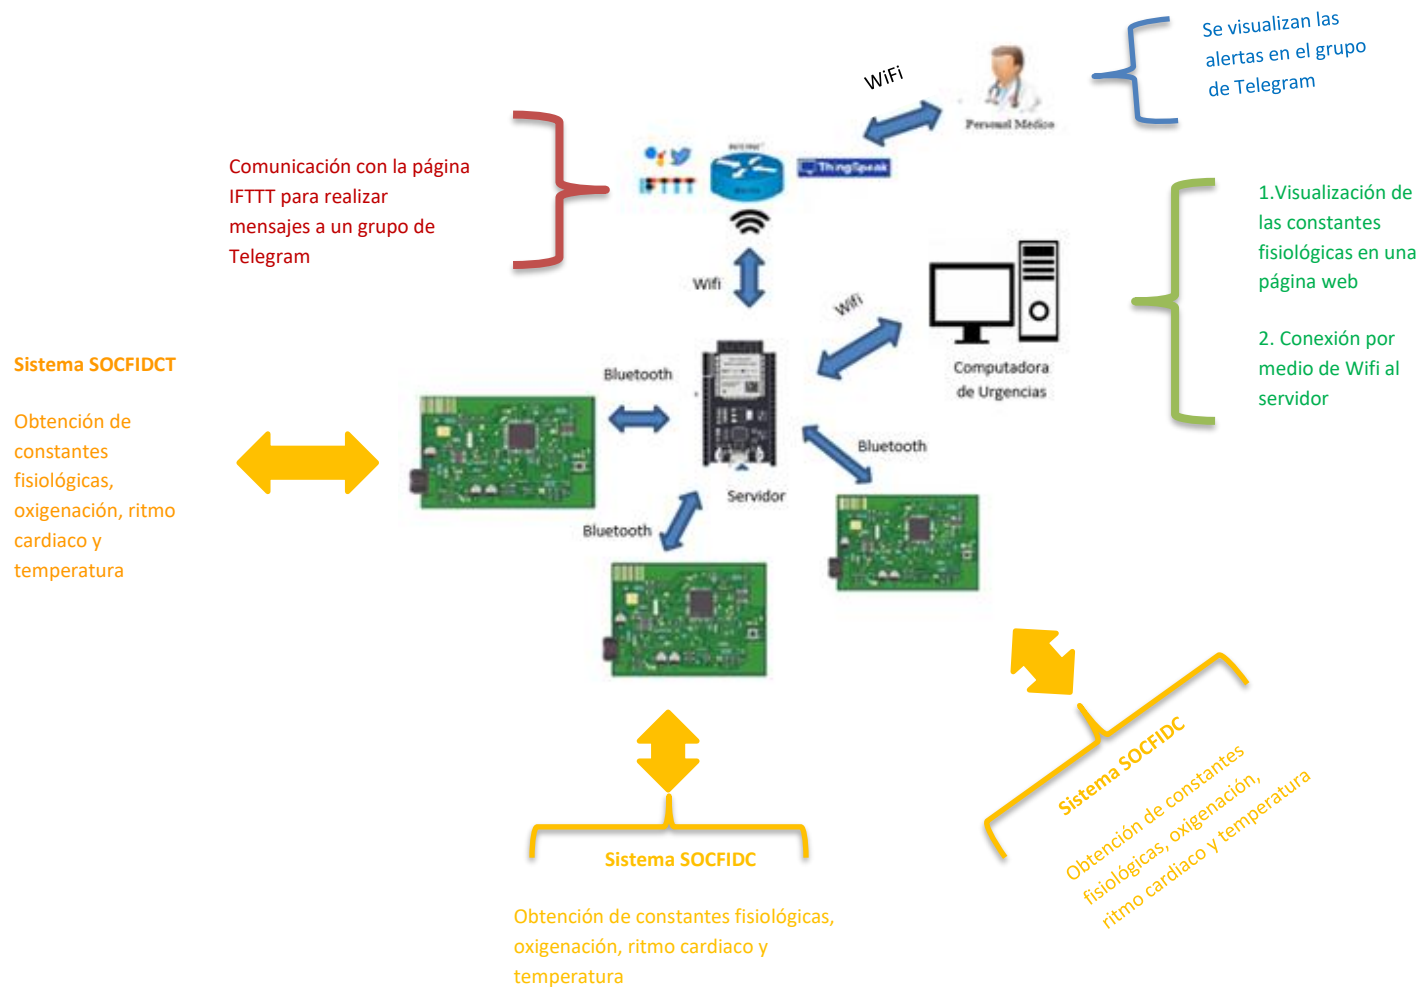 Se visualizan las
alertas en el grupo
de Telegram
WiFi
Personal Médico
Comunicación con la página
IFTTT para realizar
mensajes a un grupo de
Telegram
IFTTT
ThingSpeak
1.Visualización de
las constantes
fisiológicas en una
página web
2. Conexión por
medio de Wifi al
servidor
Wifi
Wifi
Computadora
de Urgencias
Sistema SOCFIDCT
Obtención de
constantes
fisiológicas,
oxigenación, ritmo
cardiaco y
temperatura
Bluetooth
Bluetooth
Servidor
Bluetooth
Sistema SOCFIDC
Obtención de constantes
fisiológicas, oxigenación,
ritmo cardiaco y temperatura
Sistema SOCFIDC
Obtención de constantes fisiológicas,
oxigenación, ritmo cardiaco y
temperatura